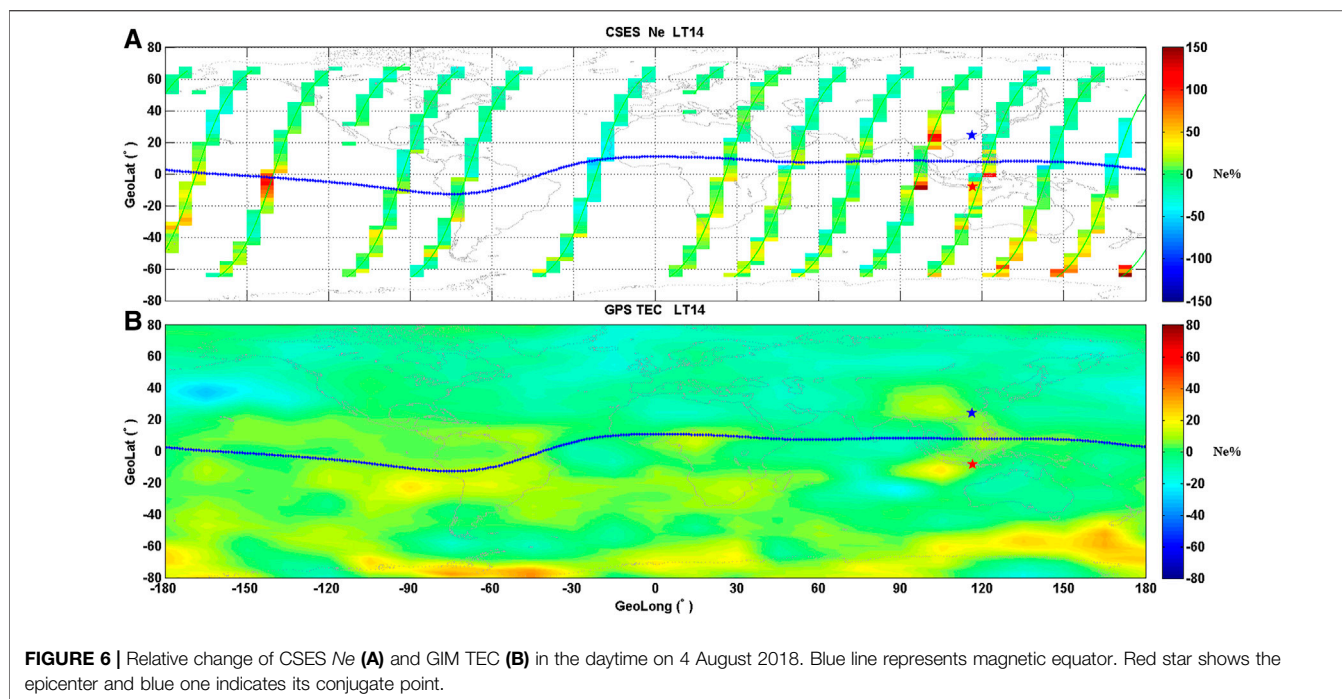 A
CSES Ne LT14
80
60
40
20
0
-20
-40
-60
-80
GeoLat (°)
150
100
50
0
-50
-100
-150
Ne%
B
GPS TEC LT14
80
60
40
20
0
-20
-40
-60
-80
GeoLat (°)
-180 -150 -120 -90 -60 -30 0 30 60 90 120 150 180
GeoLong (°)
80
60
40
20
0
-20
-40
-60
-80
Ne%
FIGURE 6 | Relative change of CSES Ne (A) and GIM TEC (B) in the daytime on 4 August 2018. Blue line represents magnetic equator. Red star shows the
epicenter and blue one indicates its conjugate point.